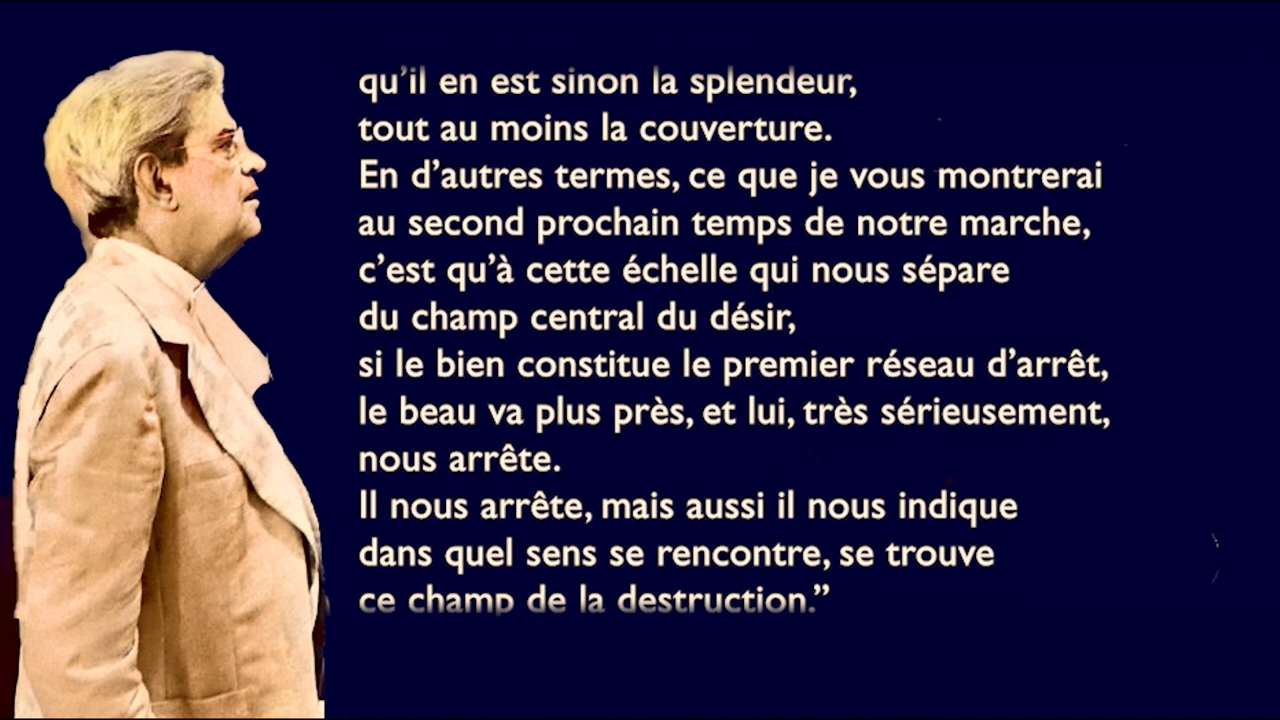 qu’il en est sinon la splendeur,
tout au moins la couverture.
En d’autres termes, ce que je vous montrerai
au second prochain temps de notre marche,
c’est qu’à cette échelle qui nous sépare
du champ central du désir,
si le bien constitue le premier réseau d’arrêt,
le beau va plus près, et lui, très sérieusement,
nous arrête.
Il nous arrête, mais aussi il nous indique
dans quel sens se rencontre, se trouve
ce champ de la destruction.”